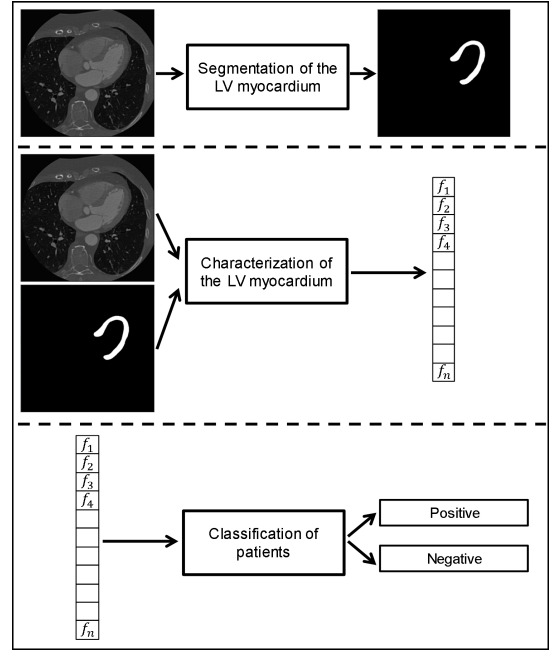 Segmentation of the
LV myocardium
f1
f2
f3
f4
fn
Characterization of
the LV myocardium
f1
f2
f3
f4
fn
Classification of
patients
Positive
Negative